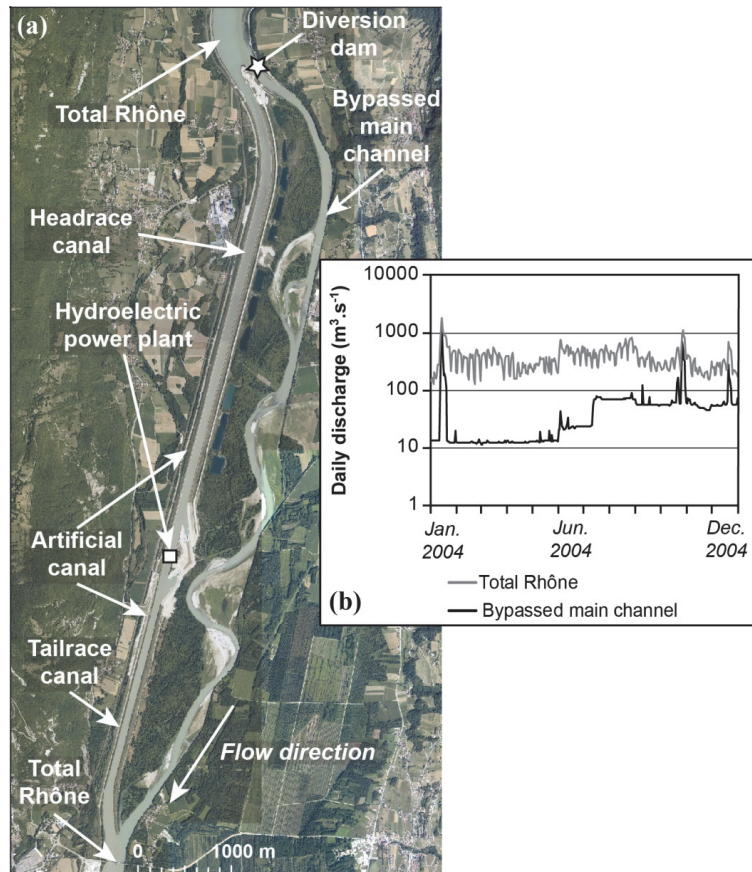 (a)
Diversion
dam
Total Rhône
Bypassed
main
channel
Headrace
canal
Hydroelectric
power plant
Artificial
canal
Tailrace
canal
Total
Rhône
Flow direction
0 1000 m
Daily discharge (m³.s⁻¹)
10000
1000
100
10
1
Jan.
2004
Jun.
2004
Dec.
2004
(b)
Total Rhône
Bypassed main channel